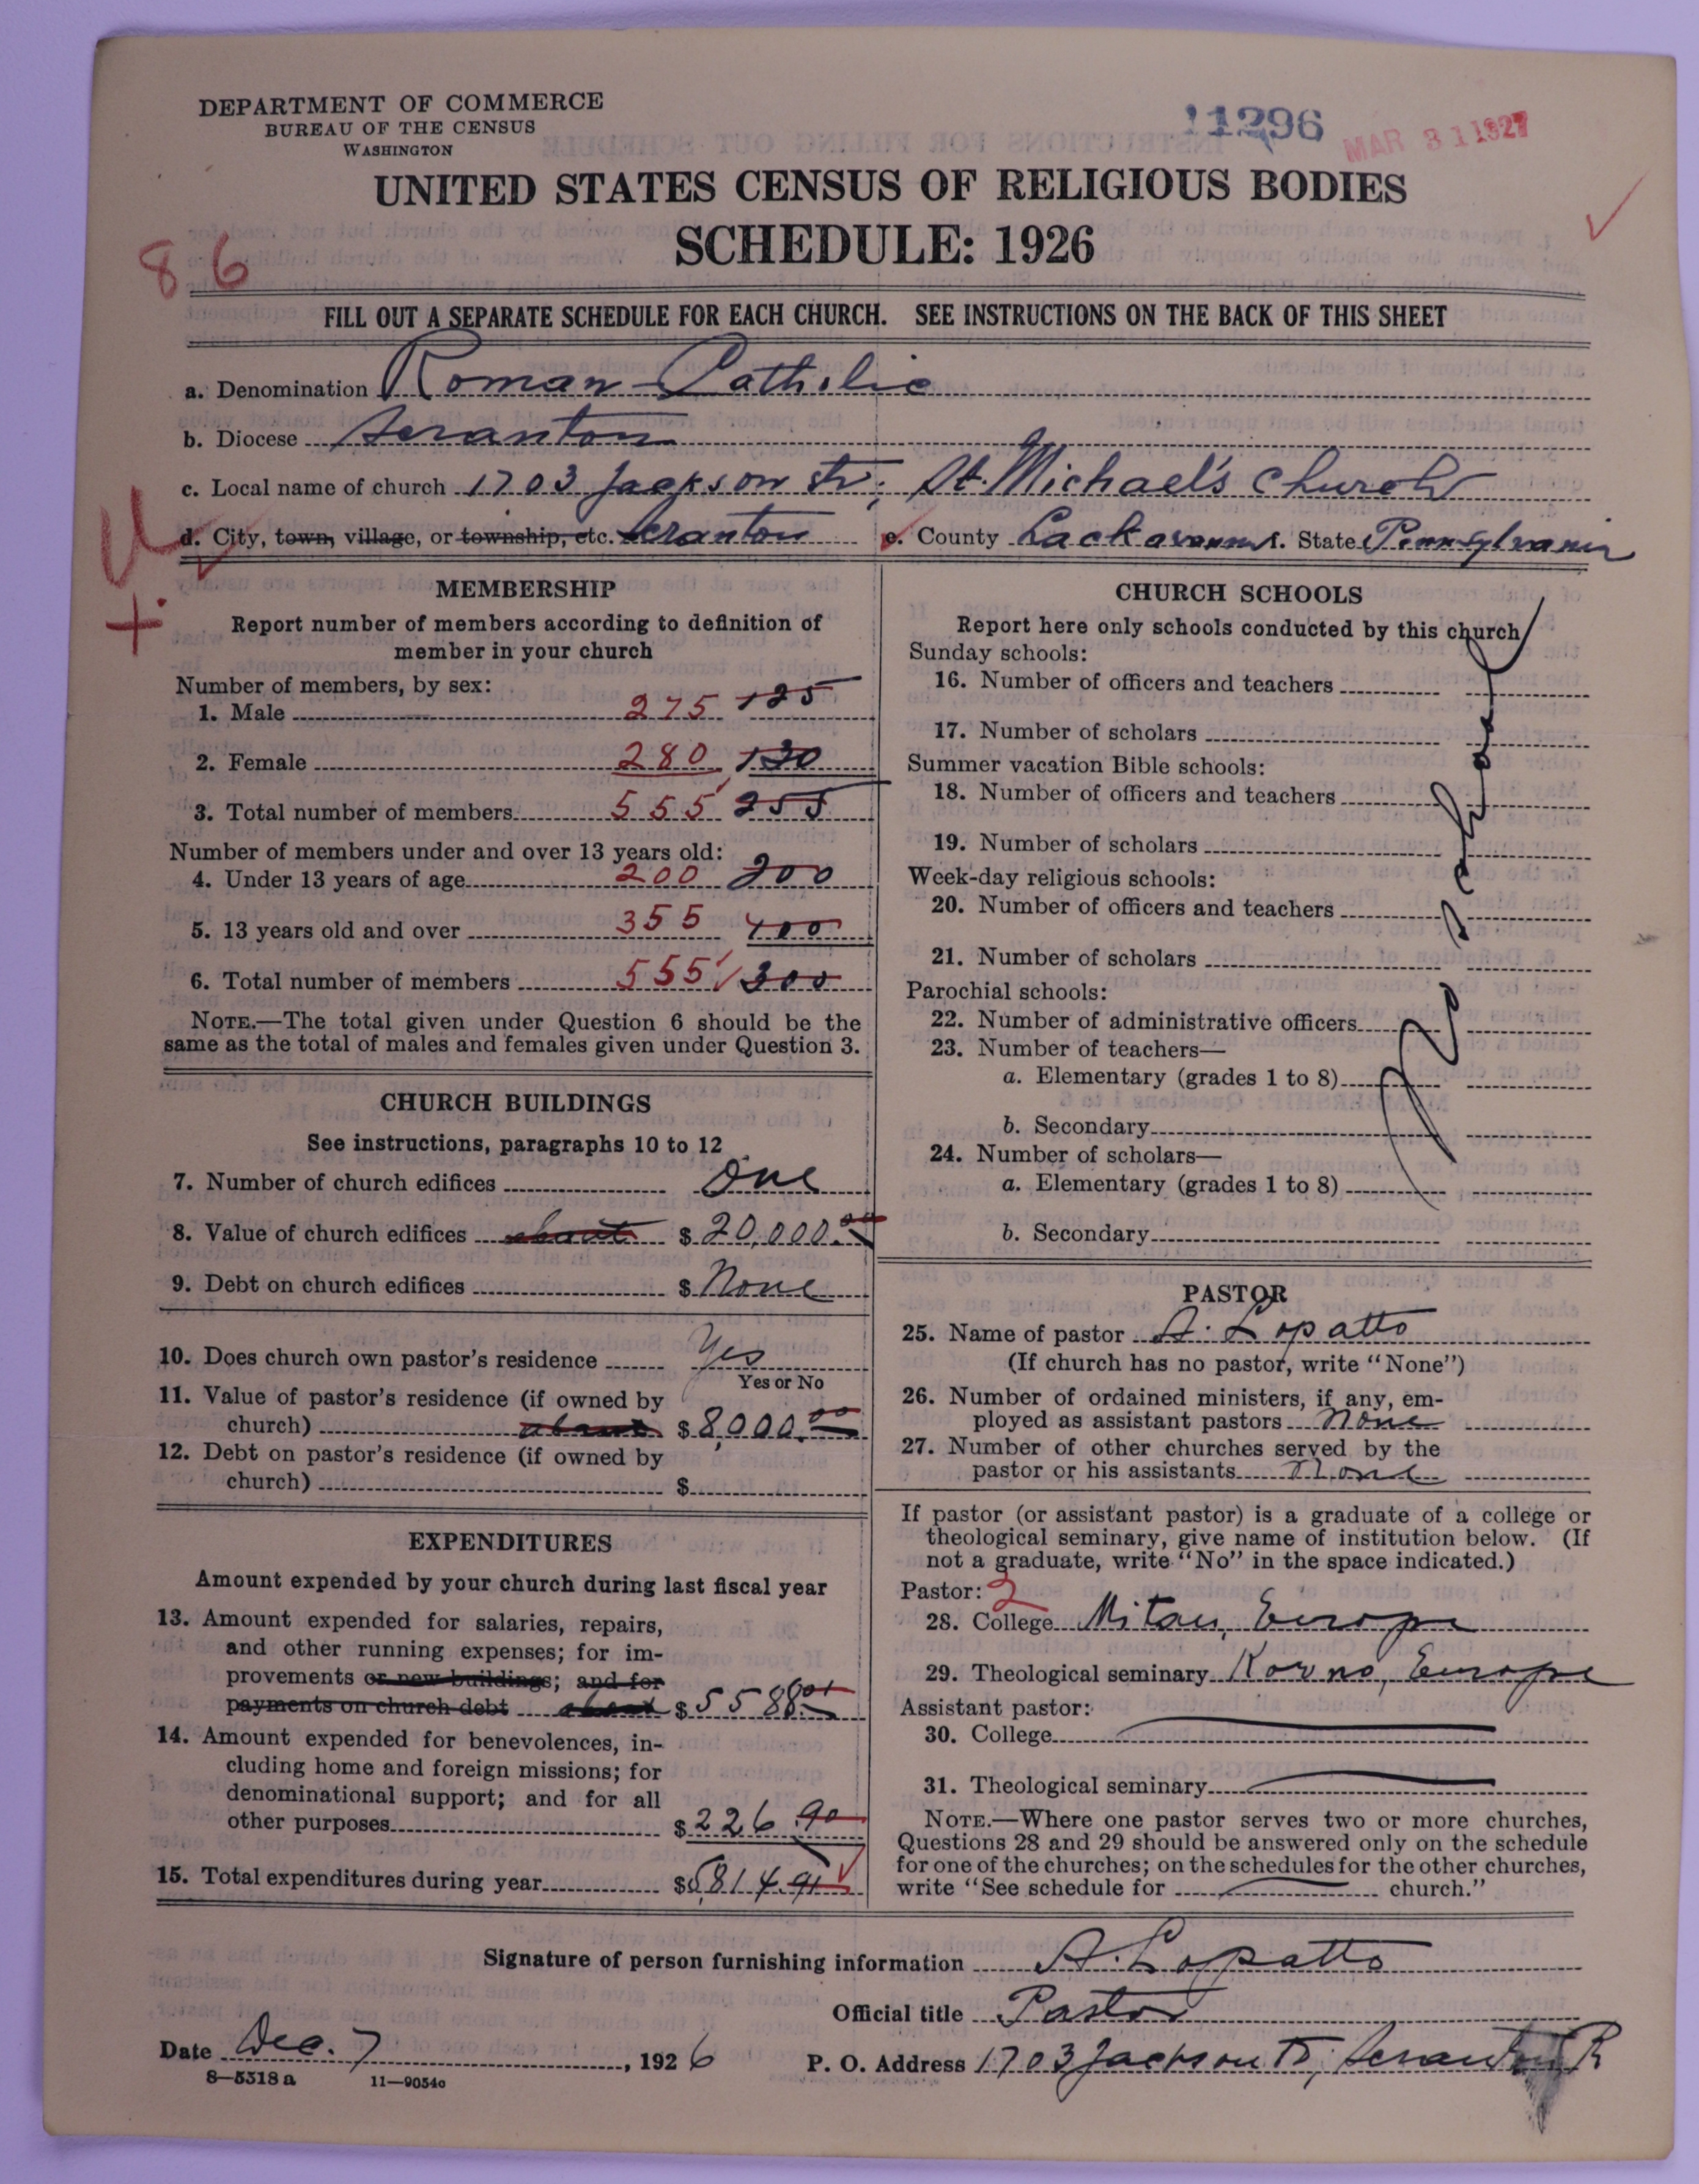 DEPARTMENT OF COMMERCE
BUREAU OF THE CENSUS
WASHINGTON
11296
MAR 31 1927
UNITED STATES CENSUS OF RELIGIOUS BODIES
SCHEDULE: 1926
86
FILL OUT A SEPARATE SCHEDULE FOR EACH CHURCH. SEE INSTRUCTIONS ON THE BACK OF THIS SHEET
a. Denomination Roman-Catholic
b. Diocese Scranton
c. Local name of church 1703 Jackson Str; St. Michael's Church
d. City, town, village, or township, etc. Scranton e. County Lackawanna f. State Pennsylvania
MEMBERSHIP
Report number of members according to definition of
member in your church
Number of members, by sex:
1. Male 275 125
2. Female 280 130
3. Total number of members 555 255
Number of members under and over 13 years old:
4. Under 13 years of age 200 200
5. 13 years old and over 355 100
6. Total number of members 555 300
NOTE.—The total given under Question 6 should be the
same as the total of males and females given under Question 3.
CHURCH BUILDINGS
See instructions, paragraphs 10 to 12
7. Number of church edifices One
8. Value of church edifices about $ 20,000.00
9. Debt on church edifices $ None
10. Does church own pastor's residence Yes
Yes or No
11. Value of pastor's residence (if owned by
church) about $ 8,000.00
12. Debt on pastor's residence (if owned by
church) $
EXPENDITURES
Amount expended by your church during last fiscal year
13. Amount expended for salaries, repairs,
and other running expenses; for im-
provements or new buildings; and for
payments on church debt about $ 5588.01
14. Amount expended for benevolences, in-
cluding home and foreign missions; for
denominational support; and for all
other purposes $ 226.90
15. Total expenditures during year $ 5814.91
CHURCH SCHOOLS
Report here only schools conducted by this church
Sunday schools:
16. Number of officers and teachers
17. Number of scholars
Summer vacation Bible schools:
18. Number of officers and teachers
19. Number of scholars
Week-day religious schools:
20. Number of officers and teachers
21. Number of scholars
Parochial schools:
22. Number of administrative officers
23. Number of teachers—
a. Elementary (grades 1 to 8)
b. Secondary
24. Number of scholars—
a. Elementary (grades 1 to 8)
b. Secondary
No school
PASTOR
25. Name of pastor A. Lopatto
(If church has no pastor, write "None")
26. Number of ordained ministers, if any, em-
ployed as assistant pastors None
27. Number of other churches served by the
pastor or his assistants None
If pastor (or assistant pastor) is a graduate of a college or
theological seminary, give name of institution below. (If
not a graduate, write "No" in the space indicated.)
Pastor: 2
28. College Mitau, Europe
29. Theological seminary Kowno, Europe
Assistant pastor:
30. College
31. Theological seminary
NOTE.—Where one pastor serves two or more churches,
Questions 28 and 29 should be answered only on the schedule
for one of the churches; on the schedules for the other churches,
write "See schedule for church."
Signature of person furnishing information A. Lopatto
Official title Pastor
Date Dec. 7, 1926 P. O. Address 1703 Jackson St, Scranton
8—5318 a 11—9054c